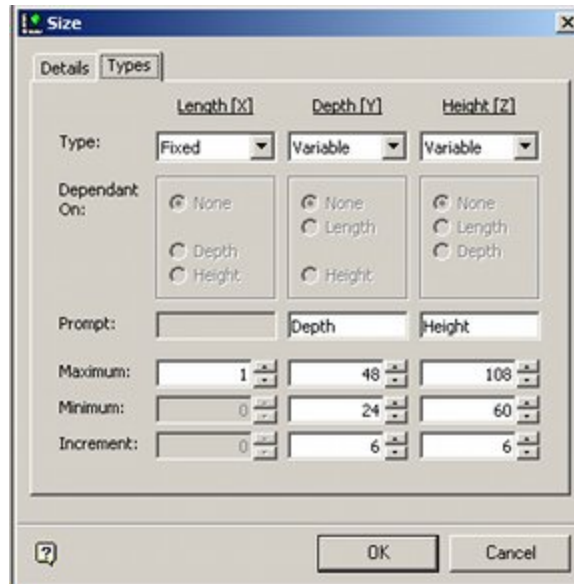 Size
Details Types
Length [X] Depth [Y] Height [Z]
Type: Fixed Variable Variable
Dependant On: None None None
Length Length
Depth Depth
Height Height
Prompt: Depth Height
Maximum: 1 48 108
Minimum: 0 24 60
Increment: 0 6 6
OK Cancel